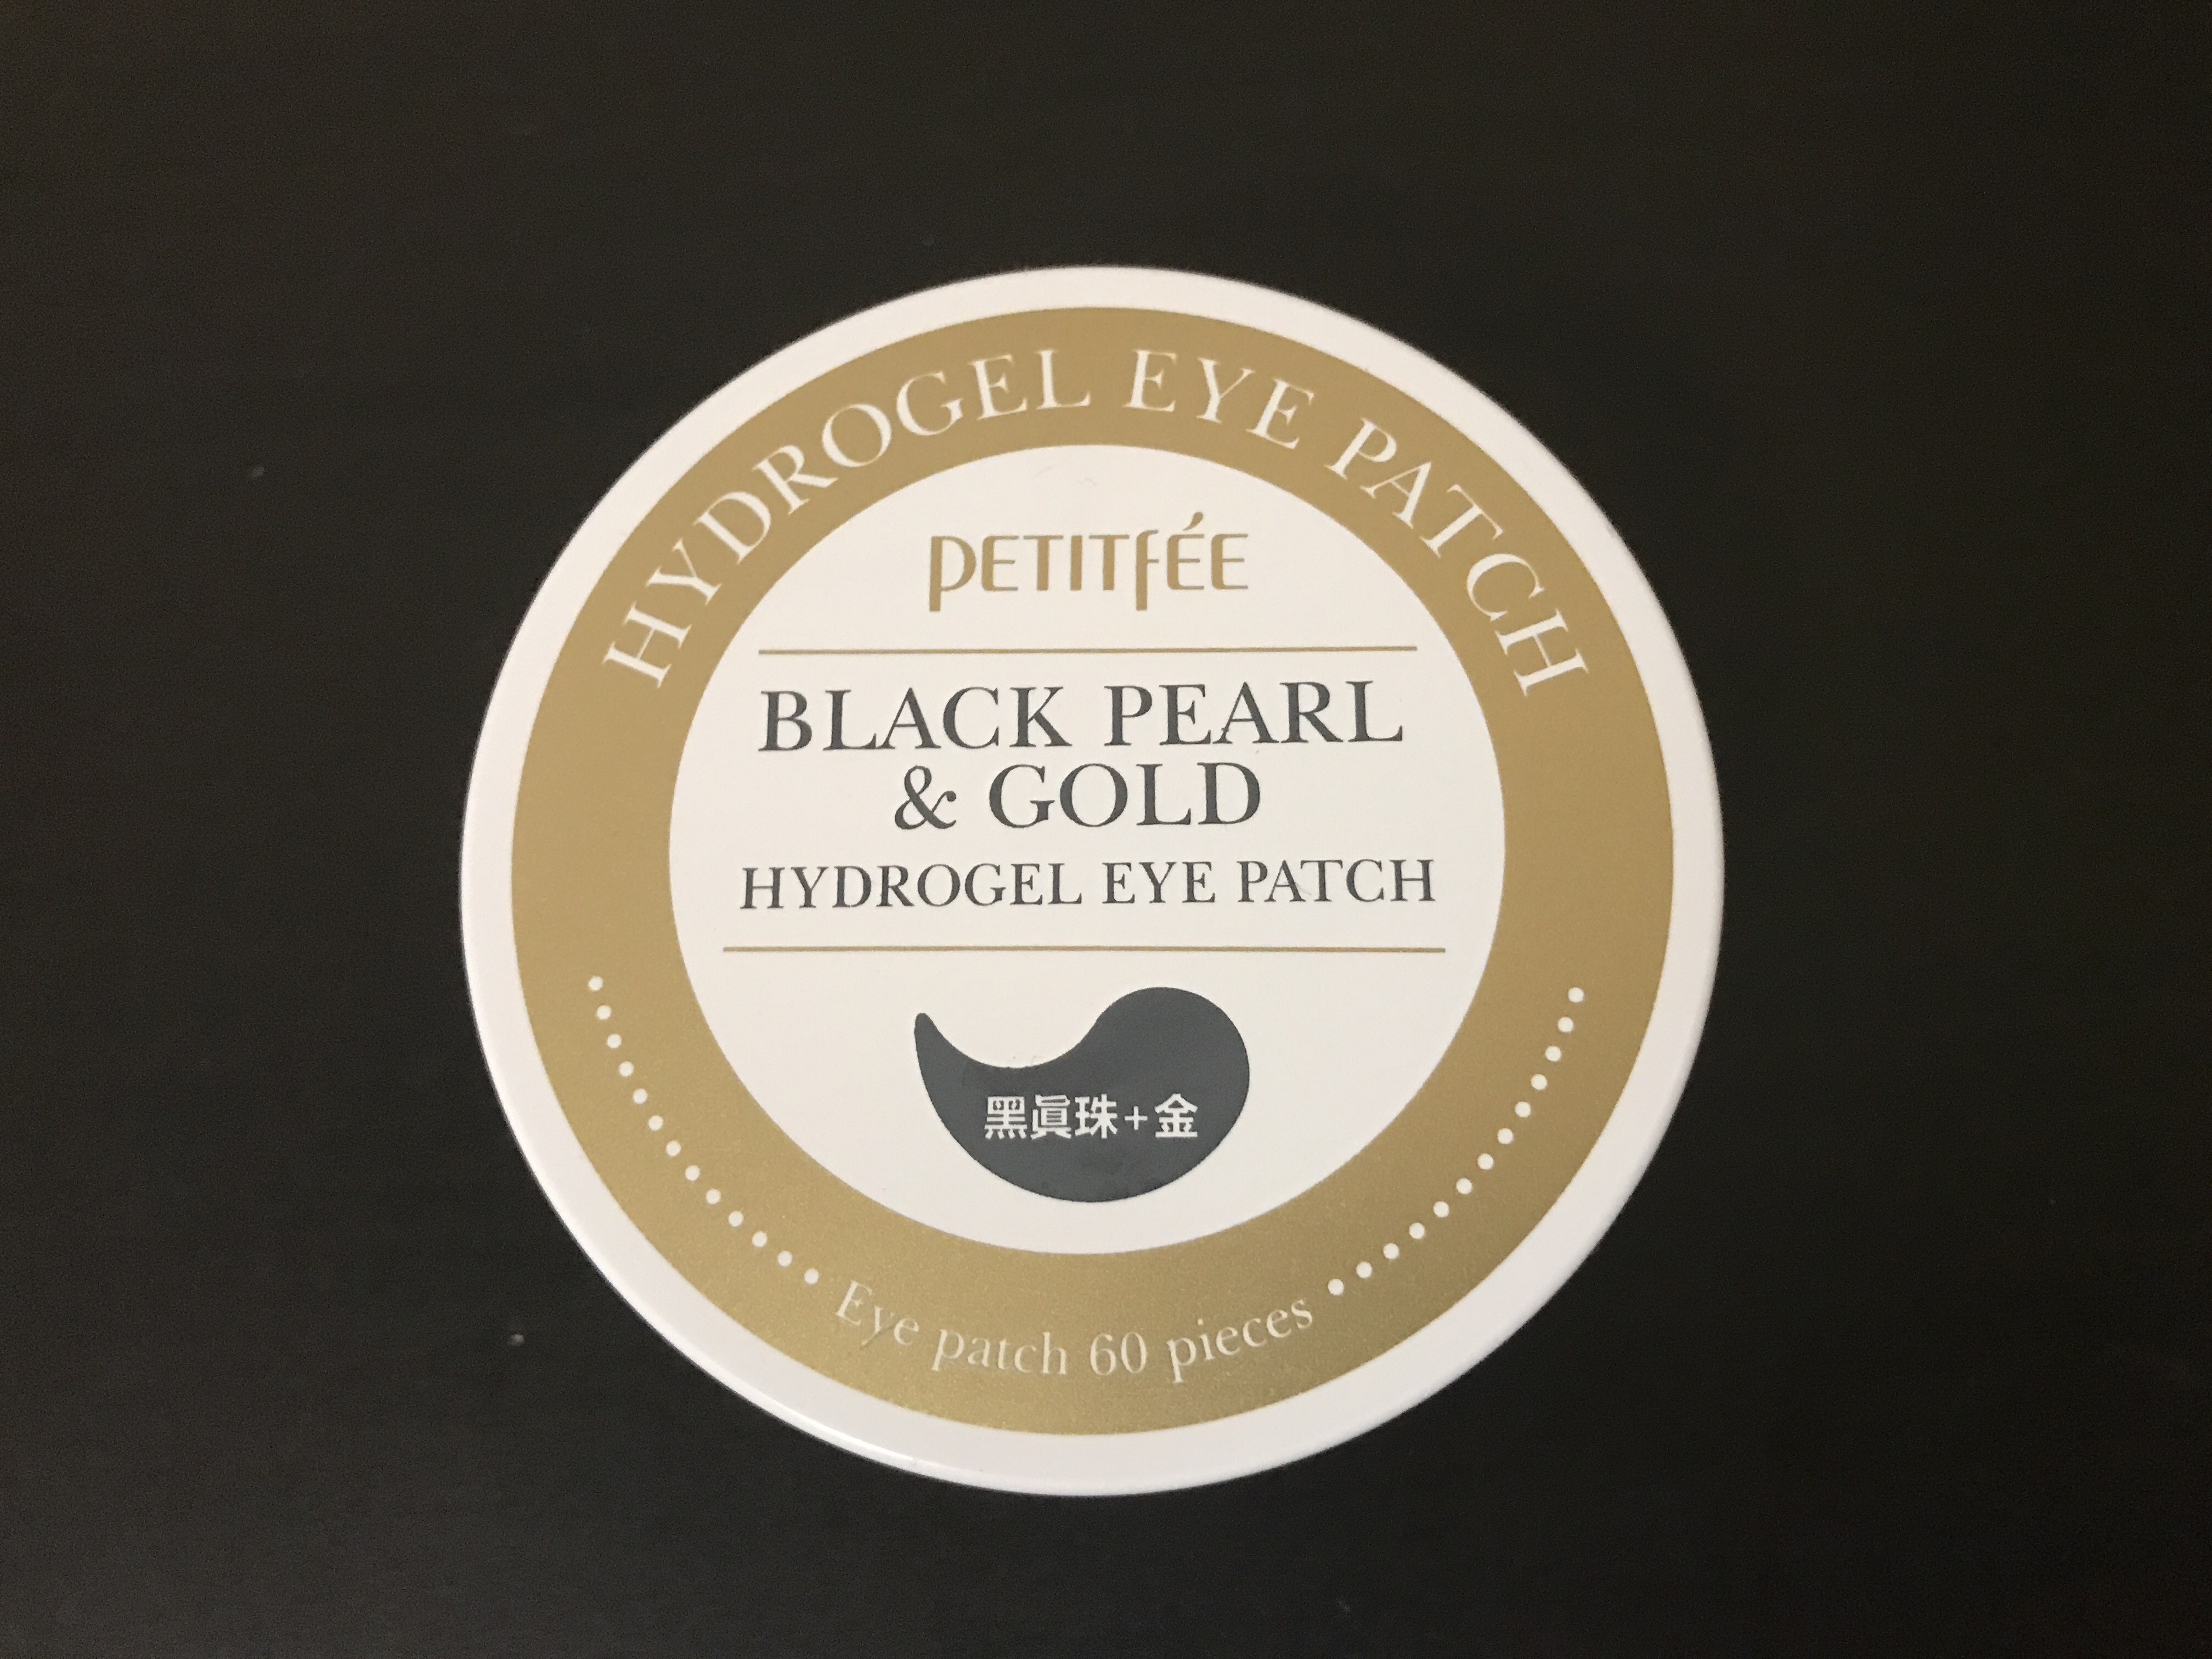 HYDROGEL EYE PATCH
PETITFÉE
BLACK PEARL
& GOLD
HYDROGEL EYE PATCH
黑眞珠+金
Eye patch 60 pieces